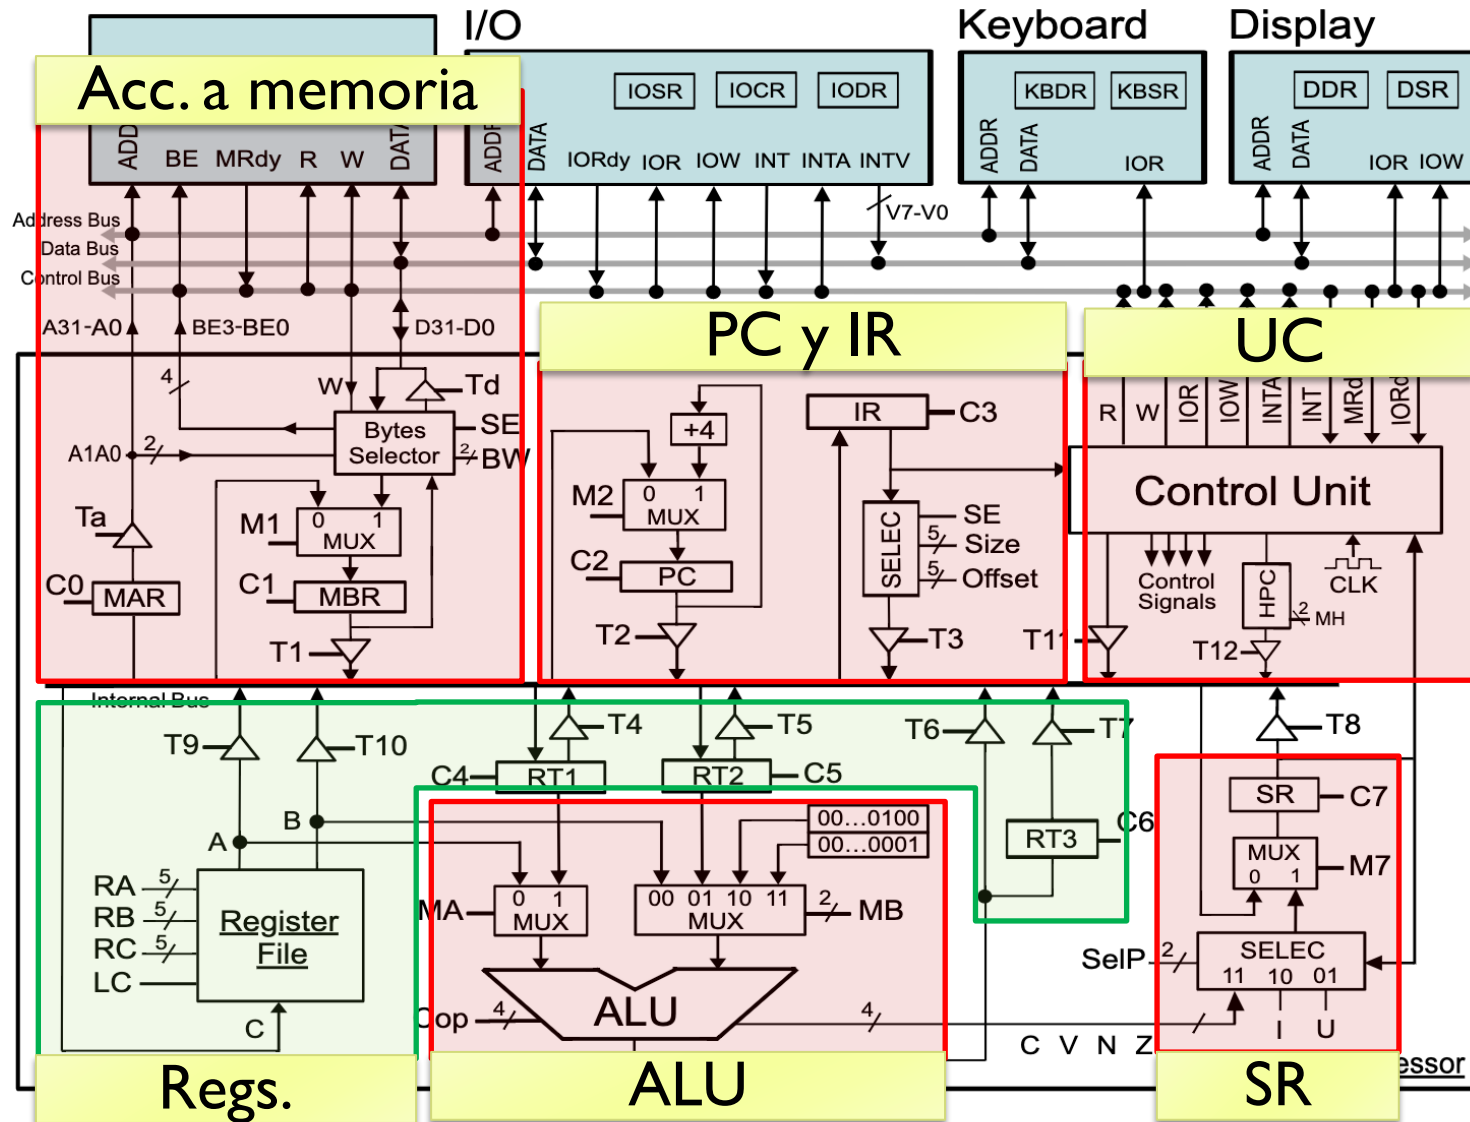 I/O
Keyboard
Display
Acc. a memoria
IOSR
IOCR
IODR
KBDR
KBSR
DDR
DSR
BE
MRdy
R
W
DATA
ADDR
DATA
IORdy
IOR
IOW
INT
INTA
INTV
ADDR
DATA
IOR
ADDR
DATA
IOR
IOW
V7-V0
Address Bus
Data Bus
Control Bus
A31-A0
BE3-BE0
D31-D0
PC y IR
UC
4
W
Td
SE
Bytes
Selector
2
BW
A1A0
2
Ta
M1
0
1
MUX
C0
MAR
C1
MBR
T1
+4
M2
0
1
MUX
C2
PC
T2
IR
C3
SELEC
SE
5
Size
5
Offset
T3
R
W
IOR
IOW
INTA
INT
MRd
IORd
Control Unit
Control
Signals
HPC
CLK
2
MH
T11
T12
Internal Bus
T9
T10
T4
T5
T6
T7
T8
C4
RT1
RT2
C5
SR
C7
B
A
00...0100
00...0001
RT3
C6
MUX
0
1
M7
RA
5
RB
5
RC
5
LC
Register
File
C
MA
0
1
MUX
00
01
10
11
MUX
2
MB
SelP
2
SELEC
11
10
01
I
U
op
4
ALU
4
C V N Z
Regs.
ALU
SR
essor